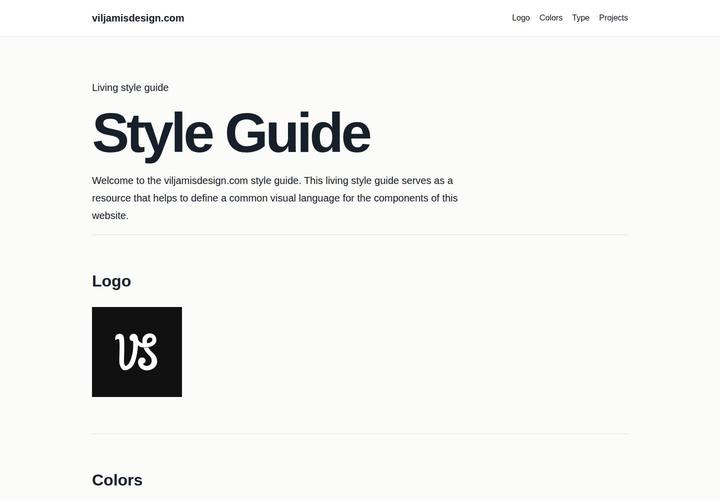 viljamisdesign.com
Logo Colors Type Projects
Living style guide
Style Guide
Welcome to the viljamisdesign.com style guide. This living style guide serves as a
resource that helps to define a common visual language for the components of this
website.
Logo
VS
Colors